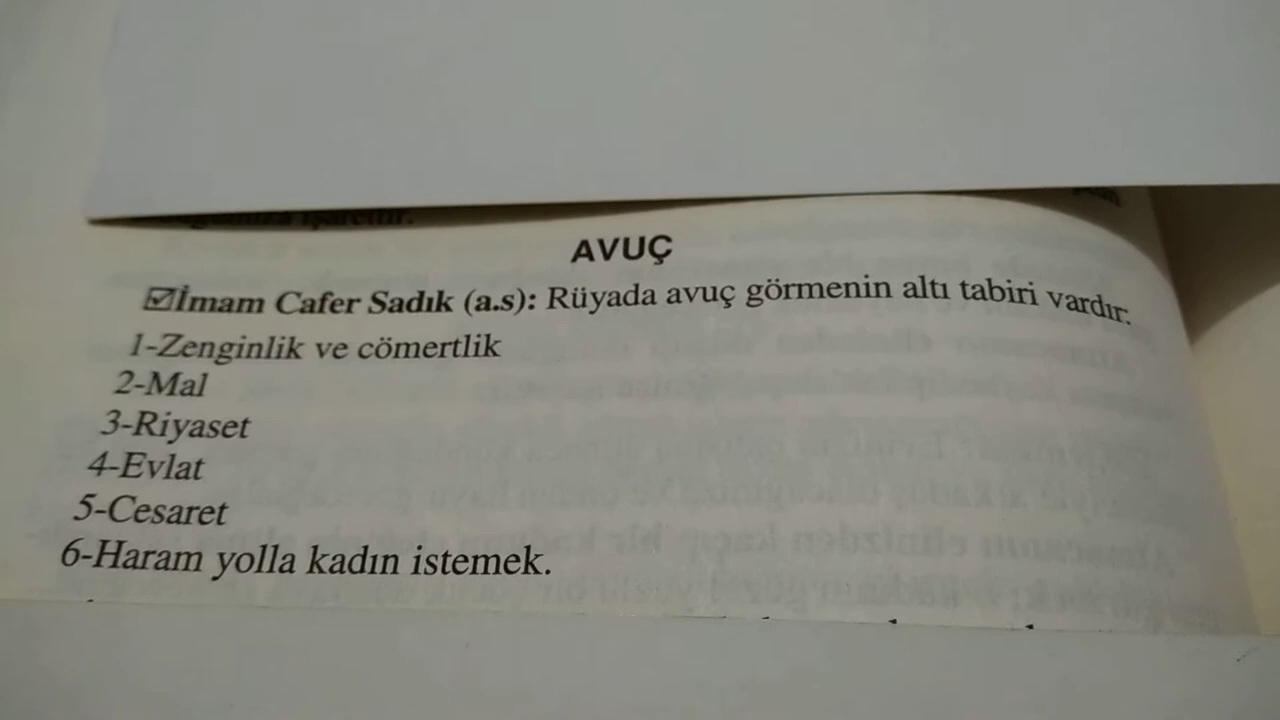 işarettir.
AVUÇ
☑İmam Cafer Sadık (a.s): Rüyada avuç görmenin altı tabiri vardır:
1-Zenginlik ve cömertlik
2-Mal
3-Riyaset
4-Evlat
5-Cesaret
6-Haram yolla kadın istemek.